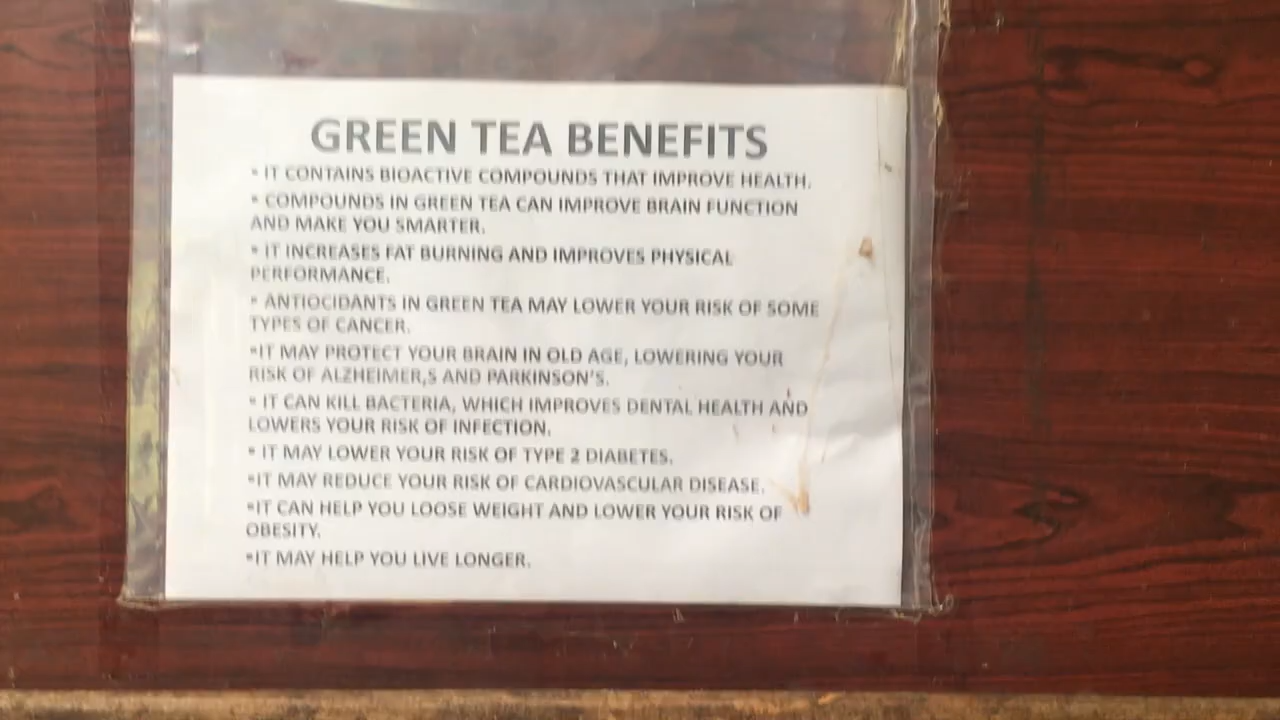 GREEN TEA BENEFITS
* IT CONTAINS BIOACTIVE COMPOUNDS THAT IMPROVE HEALTH.
* COMPOUNDS IN GREEN TEA CAN IMPROVE BRAIN FUNCTION
AND MAKE YOU SMARTER.
* IT INCREASES FAT BURNING AND IMPROVES PHYSICAL
PERFORMANCE.
* ANTIOCIDANTS IN GREEN TEA MAY LOWER YOUR RISK OF SOME
TYPES OF CANCER.
*IT MAY PROTECT YOUR BRAIN IN OLD AGE, LOWERING YOUR
RISK OF ALZHEIMER,S AND PARKINSON'S.
* IT CAN KILL BACTERIA, WHICH IMPROVES DENTAL HEALTH AND
LOWERS YOUR RISK OF INFECTION.
* IT MAY LOWER YOUR RISK OF TYPE 2 DIABETES.
*IT MAY REDUCE YOUR RISK OF CARDIOVASCULAR DISEASE.
*IT CAN HELP YOU LOOSE WEIGHT AND LOWER YOUR RISK OF
OBESITY.
*IT MAY HELP YOU LIVE LONGER.